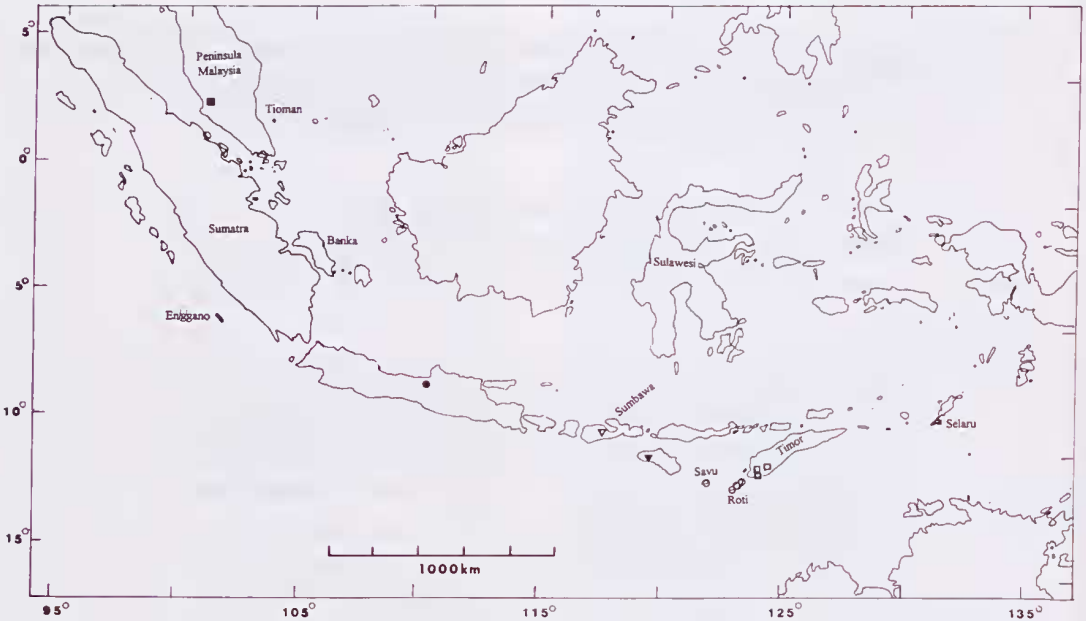 5°
Peninsula
Malaysia
Tioman
0°
Sumatra
Banka
Sulawesi
5°
Enggano
10°
Sumbawa
Selaru
Timor
Savu
Roti
15°
1000km
95°
105°
115°
125°
135°